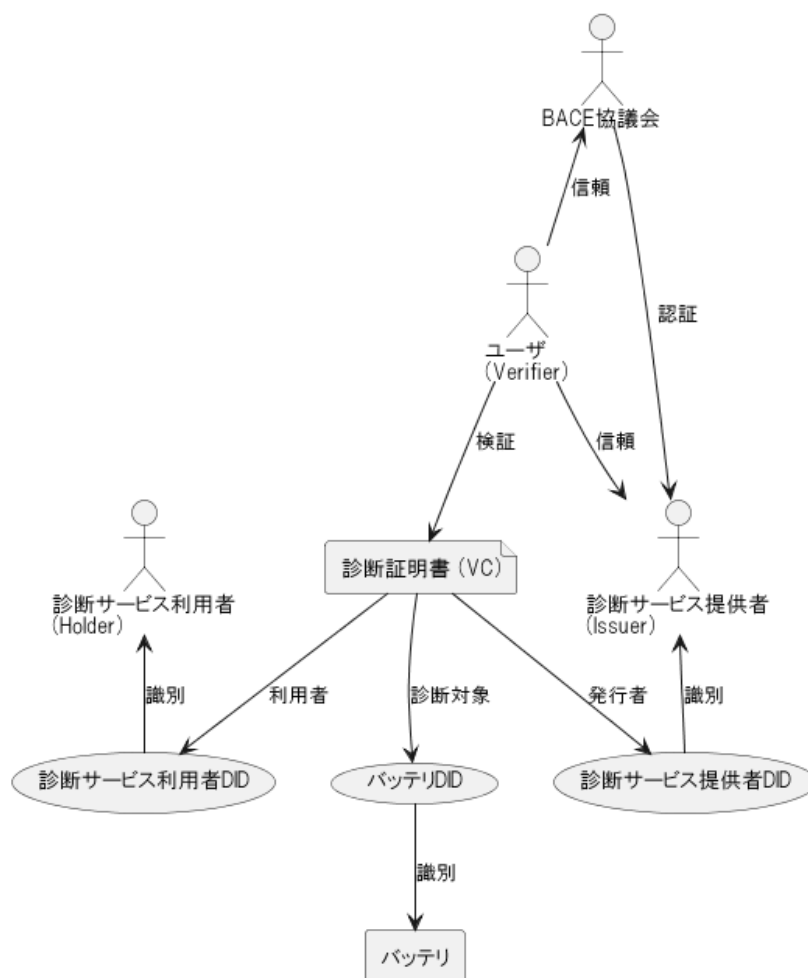 BACE協議会
信頼
認証
ユーザ
(Verifier)
検証
信頼
診断証明書 (VC)
診断サービス利用者
(Holder)
診断サービス提供者
(Issuer)
識別
利用者
診断対象
発行者
識別
診断サービス利用者DID
バッテリDID
診断サービス提供者DID
識別
バッテリ